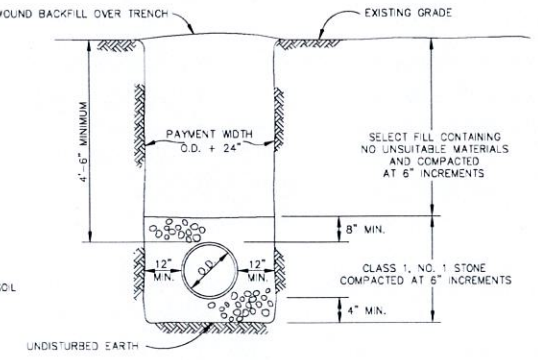 MOUND BACKFILL OVER TRENCH
EXISTING GRADE
4'-6" MINIMUM
PAYMENT WIDTH
O.D. + 24"
SELECT FILL CONTAINING
NO UNSUITABLE MATERIALS
AND COMPACTED
AT 6" INCREMENTS
8" MIN.
12"
MIN.
O.D.
12"
MIN.
CLASS 1, NO. 1 STONE
COMPACTED AT 6" INCREMENTS
4" MIN.
SOIL
UNDISTURBED EARTH